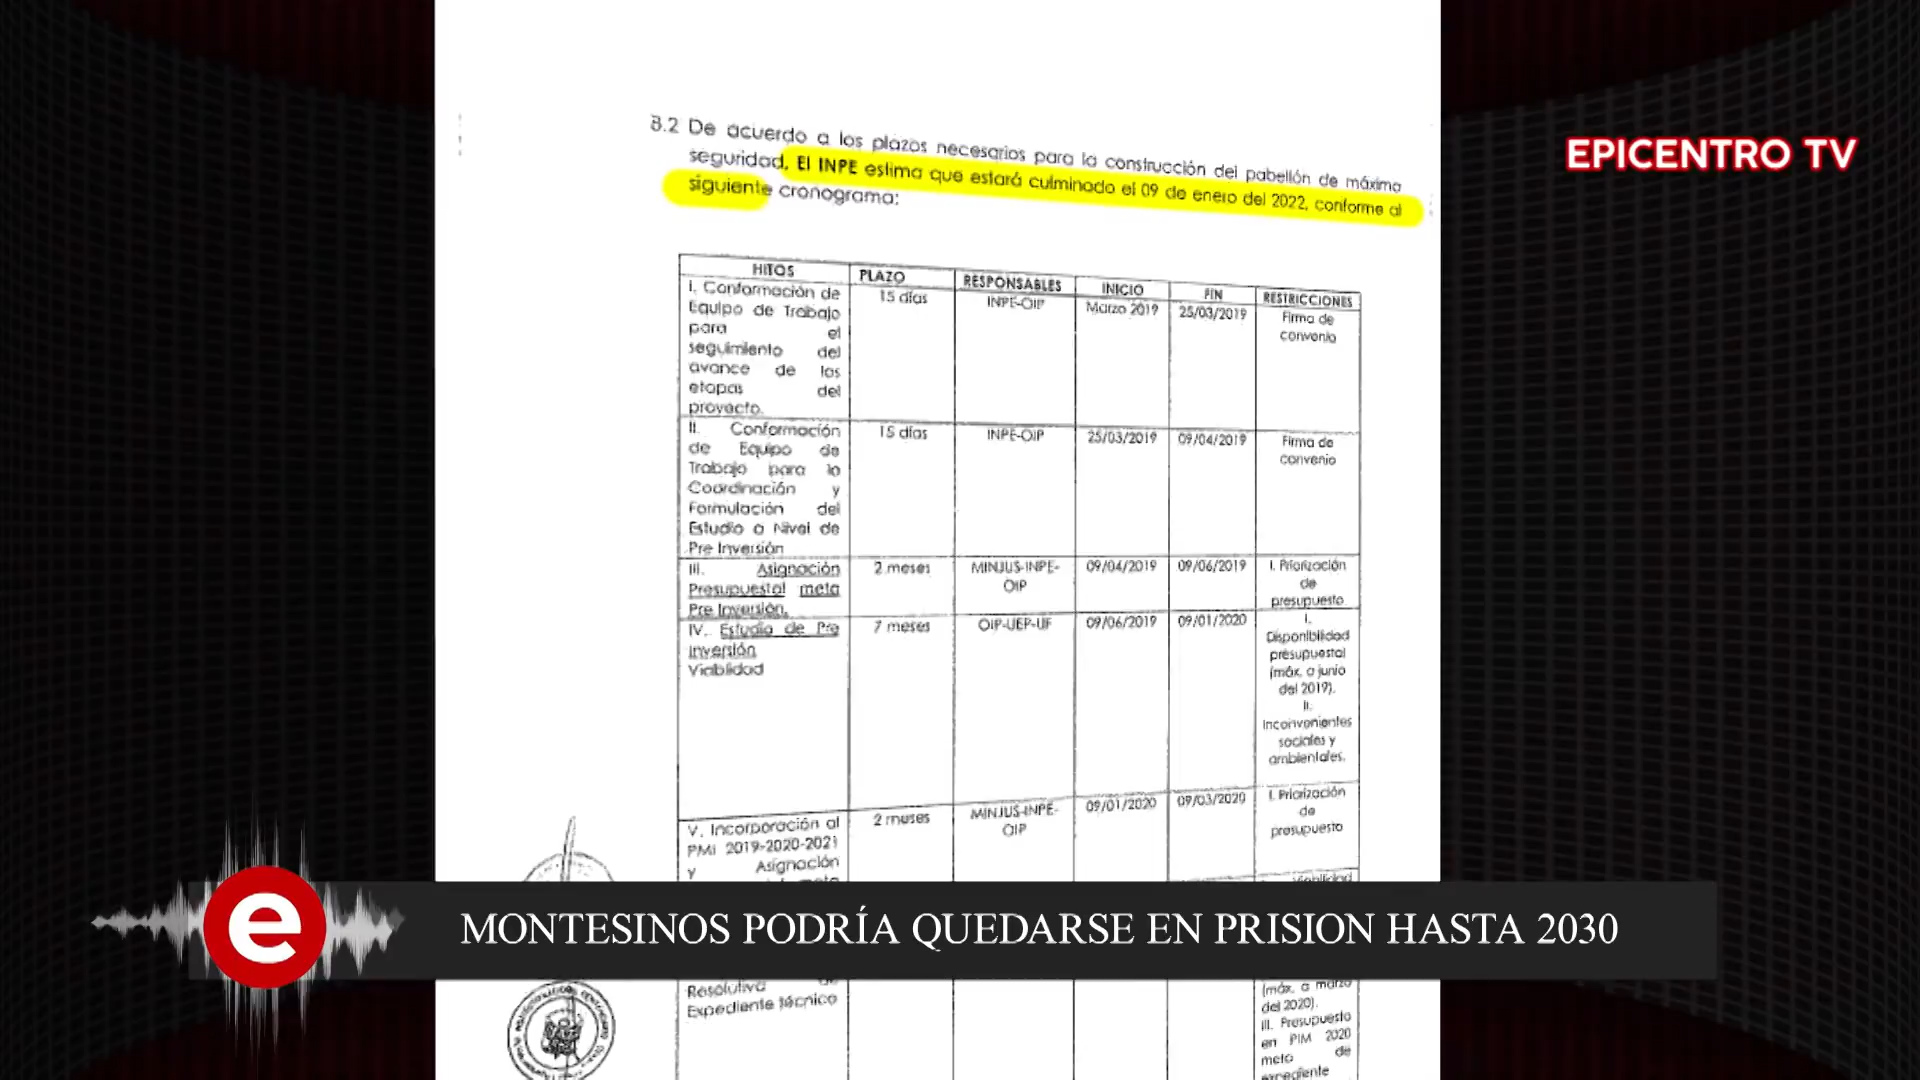 EPICENTRO TV
8.2 De acuerdo a los plazos necesarios para la construcción del pabellón de máxima
seguridad, El INPE estima que estará culminado el 09 de enero del 2022, conforme al
siguiente cronograma:
HITOS PLAZO RESPONSABLES INICIO FIN RESTRICCIONES
I. Conformación de
Equipo de Trabajo
para el
seguimiento del
avance de las
etapas del
proyecto.
15 días
INPE-OIP
Marzo 2019
25/03/2019
Firma de
convenio
II. Conformación
de Equipo de
Trabajo para la
Coordinación y
Formulación del
Estudio a Nivel de
Pre Inversión
15 días
INPE-OIP
25/03/2019
09/04/2019
Firma de
convenio
III. Asignación
Presupuestal meta
Pre Inversión.
2 meses
MINJUS-INPE-
OIP
09/04/2019
09/06/2019
I. Priorización
de
presupuesto
IV. Estudio de Pre
Inversión
Viabilidad
7 meses
OIP-UEP-UF
09/06/2019
09/01/2020
I.
Disponibilidad
presupuestal
(máx. a junio
del 2019).
II.
Inconvenientes
sociales y
ambientales.
V. Incorporación al
PMI 2019-2020-2021
y Asignación
2 meses
MINJUS-INPE-
OIP
09/01/2020
09/03/2020
I. Priorización
de
presupuesto
e
MONTESINOS PODRÍA QUEDARSE EN PRISION HASTA 2030
Resolutiva de
Expediente técnico
(máx. a marzo
del 2020).
III. Presupuesto
en PIM 2020
meta de
expediente